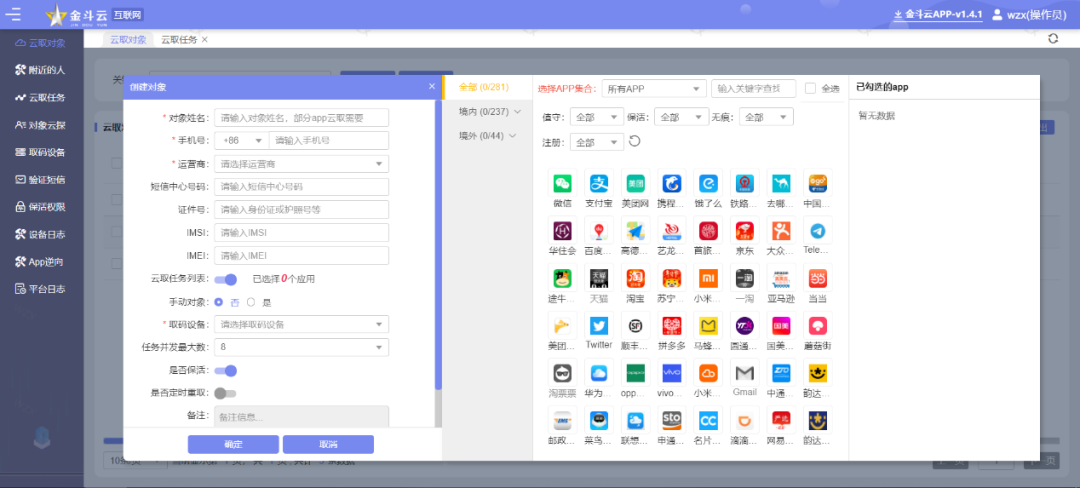 金斗云 互联网
金斗云APP-v1.4.1 wzx(操作员)
云取对象
附近的人
云取任务
对象云探
取码设备
验证短信
保活权限
设备日志
App逆向
平台日志
云取对象 云取任务 ×
创建对象 ×
* 对象姓名： 请输入对象姓名，部分app云取需要
* 手机号： +86 请输入手机号
* 运营商： 请选择运营商
短信中心号码： 请输入短信中心号码
证件号： 请输入身份证或护照号等
IMSI： 请输入IMSI
IMEI： 请输入IMEI
云取任务列表： 已选择0个应用
手动对象： 否 是
* 取码设备： 请选择取码设备
任务并发最大数： 8
是否保活：
是否定时重取：
备注： 备注信息...
确定 取消
全部 (0/281)
境内 (0/237)
境外 (0/44)
选择APP集合： 所有APP 输入关键字查找 全选
值守： 全部 保活： 全部 无痕： 全部
注册： 全部
微信 支付宝 美团网 携程... 饿了么 铁路... 去哪... 中国...
华住会 百度... 高德... 艺龙... 首旅... 京东 大众... Tele...
途牛... 天猫 淘宝 苏宁... 小米... 一淘 亚马逊 当当
美团... Twitter 顺丰... 拼多多 马蜂... 圆通... 国美... 蘑菇街
淘票票 华为... oppo... vivo... 小米... Gmail 中通... 韵达...
邮政... 菜鸟... 联想... 申通... 名片... 滴滴... 网易... 韵达...
已勾选的app
暂无数据